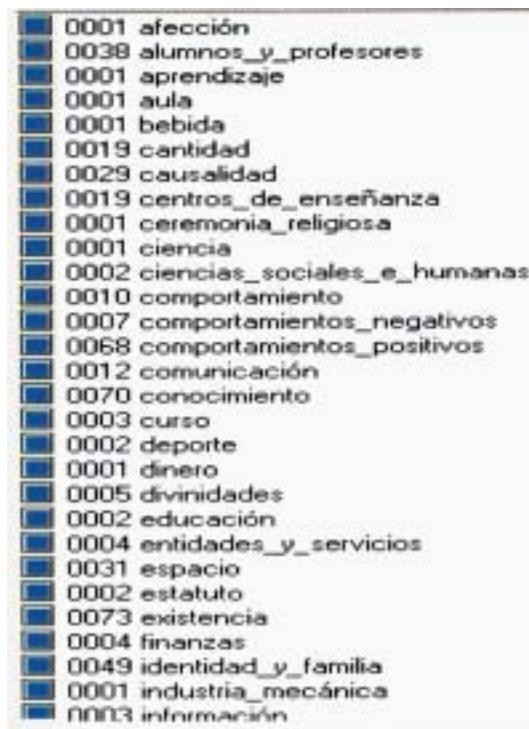 0001 afección
0038 alumnos_y_profesores
0001 aprendizaje
0001 aula
0001 bebida
0019 cantidad
0029 causalidad
0019 centros_de_enseñanza
0001 ceremonia_religiosa
0001 ciencia
0002 ciencias_sociales_e_humanas
0010 comportamiento
0007 comportamientos_negativos
0068 comportamientos_positivos
0012 comunicación
0070 conocimiento
0003 curso
0002 deporte
0001 dinero
0005 divinidades
0002 educación
0004 entidades_y_servicios
0031 espacio
0002 estatuto
0073 existencia
0004 finanzas
0049 identidad_y_familia
0001 industria_mecánica
0003 información